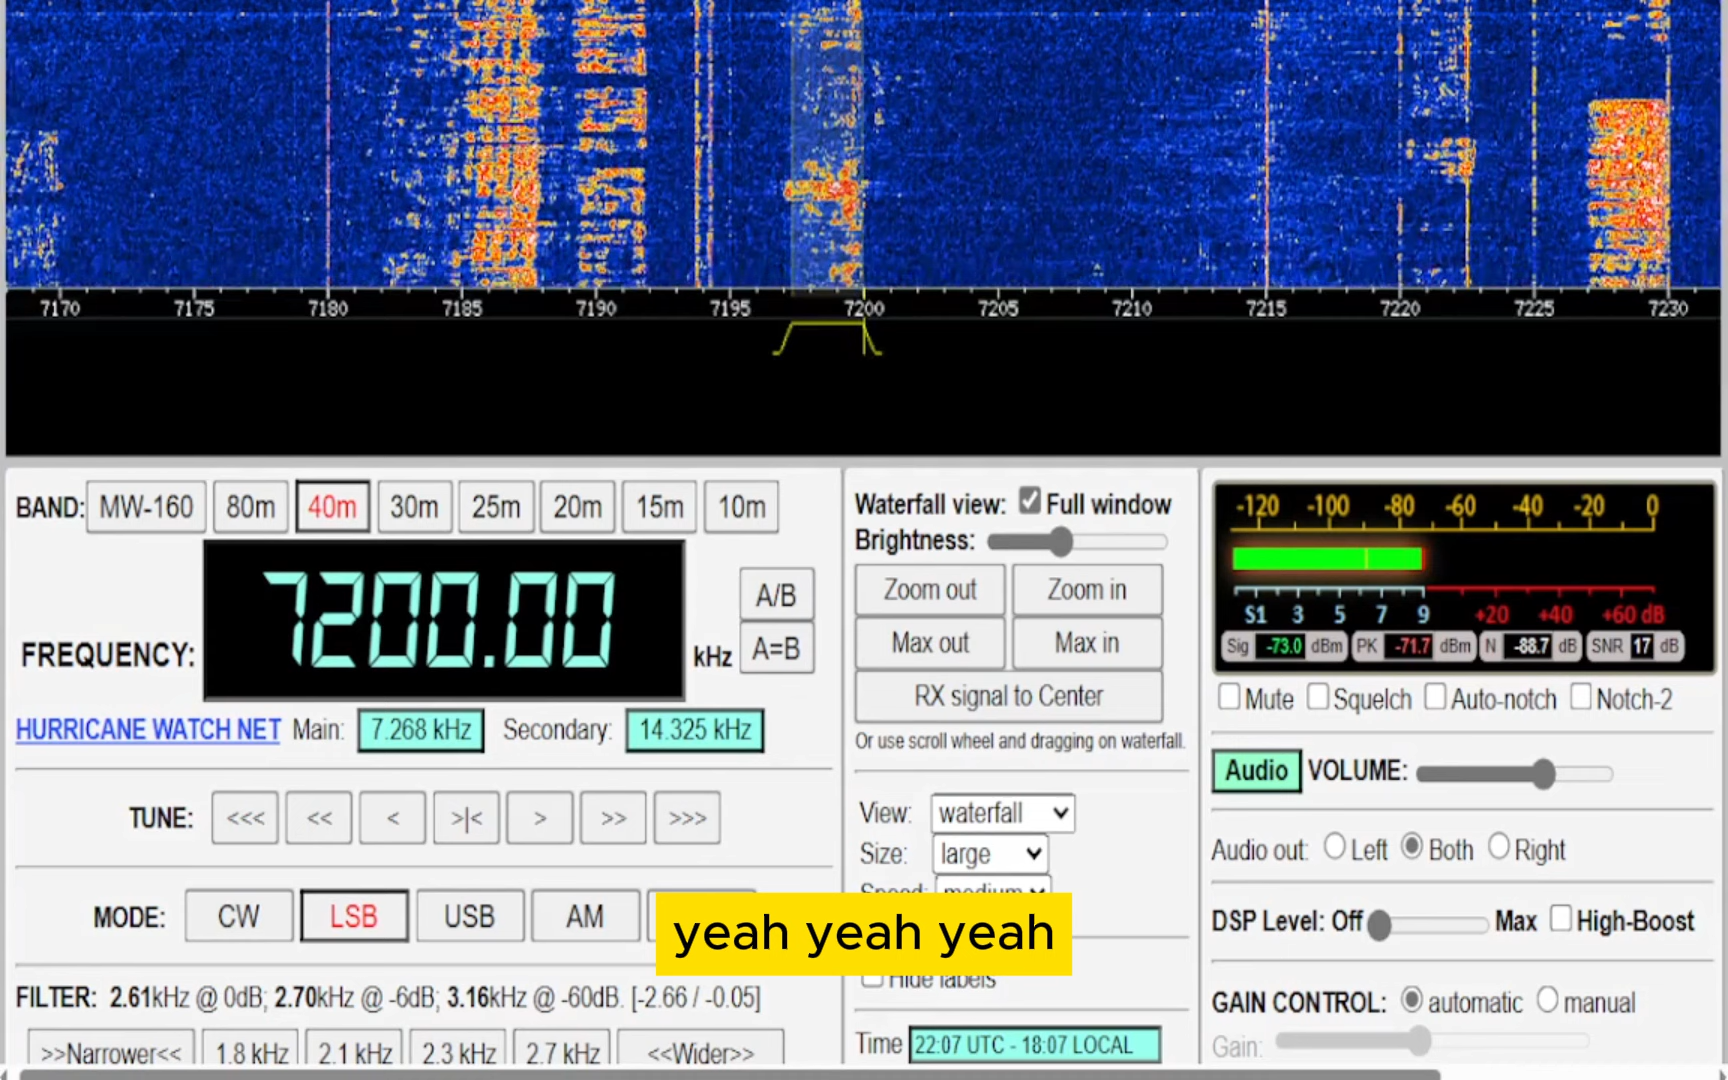 7170 7175 7180 7185 7190 7195 7200 7205 7210 7215 7220 7225 7230
BAND: MW-160 80m 40m 30m 25m 20m 15m 10m
FREQUENCY: 7200.00 kHz A/B
A=B
HURRICANE WATCH NET Main: 7.268 kHz Secondary: 14.325 kHz
TUNE: <<< << < >|< > >> >>>
MODE: CW LSB USB AM
FILTER: 2.61kHz @ 0dB; 2.70kHz @ -6dB; 3.16kHz @ -60dB. [-2.66 / -0.05]
>>Narrower<< 1.8 kHz 2.1 kHz 2.3 kHz 2.7 kHz <<Wider>>
Waterfall view: Full window
Brightness:
Zoom out Zoom in
Max out Max in
RX signal to Center
Or use scroll wheel and dragging on waterfall.
View: waterfall
Size: large
Speed: medium
yeah yeah yeah
Hide labels
Time 22:07 UTC - 18:07 LOCAL
-120 -100 -80 -60 -40 -20 0
S1 3 5 7 9 +20 +40 +60 dB
Sig -73.0 dBm PK -71.7 dBm N -88.7 dB SNR 17 dB
Mute Squelch Auto-notch Notch-2
Audio VOLUME:
Audio out: Left Both Right
DSP Level: Off Max High-Boost
GAIN CONTROL: automatic manual
Gain: